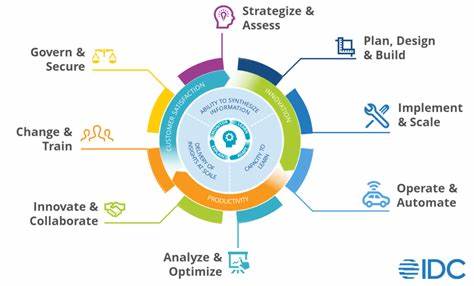 Strategize &
Assess
Govern &
Secure
Plan, Design
& Build
CUSTOMER SATISFACTION
INNOVATION
ABILITY TO SYNTHESIZE
INFORMATION
Implement
& Scale
Change &
Train
DELIVERY OF
INSIGHTS AT SCALE
CAPACITY TO
LEARN
Operate &
Automate
PRODUCTIVITY
Innovate &
Collaborate
Analyze &
Optimize
IDC